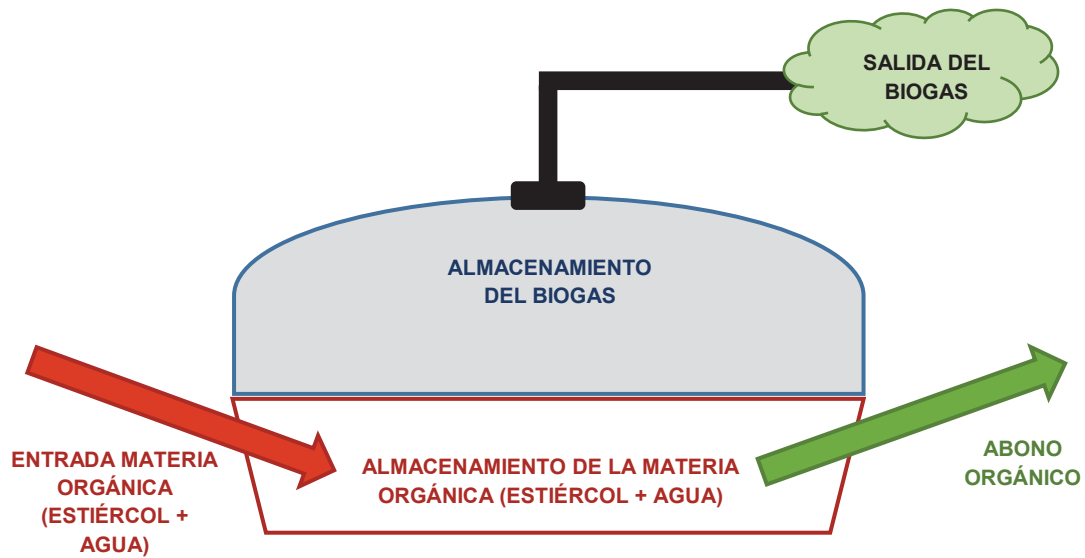 SALIDA DEL
BIOGAS
ALMACENAMIENTO
DEL BIOGAS
ENTRADA MATERIA
ORGÁNICA
(ESTIÉRCOL +
AGUA)
ALMACENAMIENTO DE LA MATERIA
ORGÁNICA (ESTIÉRCOL + AGUA)
ABONO
ORGÁNICO